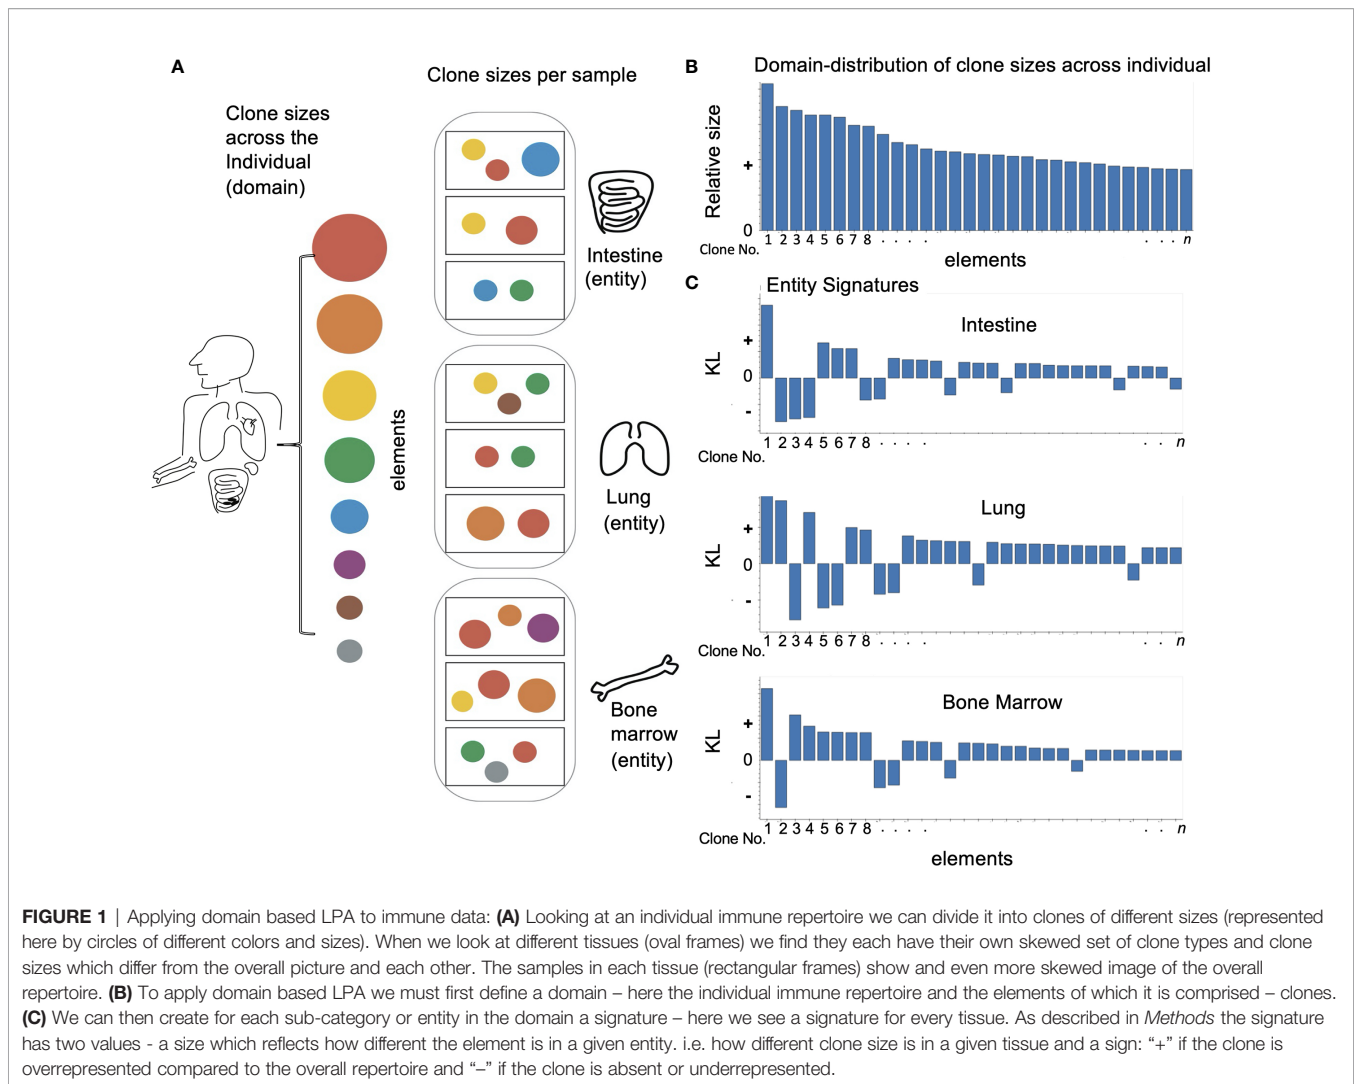 A
Clone sizes per sample
Clone sizes
across the
Individual
(domain)
elements
Intestine
(entity)
Lung
(entity)
Bone
marrow
(entity)
B
Domain-distribution of clone sizes across individual
Relative size
+
0
Clone No.
1 2 3 4 5 6 7 8 . . . . . . . n
elements
C
Entity Signatures
Intestine
KL
+
0
-
Clone No.
1 2 3 4 5 6 7 8 . . . . . . n
Lung
KL
+
0
-
Clone No.
1 2 3 4 5 6 7 8 . . . . . . n
Bone Marrow
KL
+
0
-
Clone No.
1 2 3 4 5 6 7 8 . . . . . . n
elements
FIGURE 1 | Applying domain based LPA to immune data: (A) Looking at an individual immune repertoire we can divide it into clones of different sizes (represented
here by circles of different colors and sizes). When we look at different tissues (oval frames) we find they each have their own skewed set of clone types and clone
sizes which differ from the overall picture and each other. The samples in each tissue (rectangular frames) show and even more skewed image of the overall
repertoire. (B) To apply domain based LPA we must first define a domain – here the individual immune repertoire and the elements of which it is comprised – clones.
(C) We can then create for each sub-category or entity in the domain a signature – here we see a signature for every tissue. As described in Methods the signature
has two values - a size which reflects how different the element is in a given entity. i.e. how different clone size is in a given tissue and a sign: “+” if the clone is
overrepresented compared to the overall repertoire and “–” if the clone is absent or underrepresented.